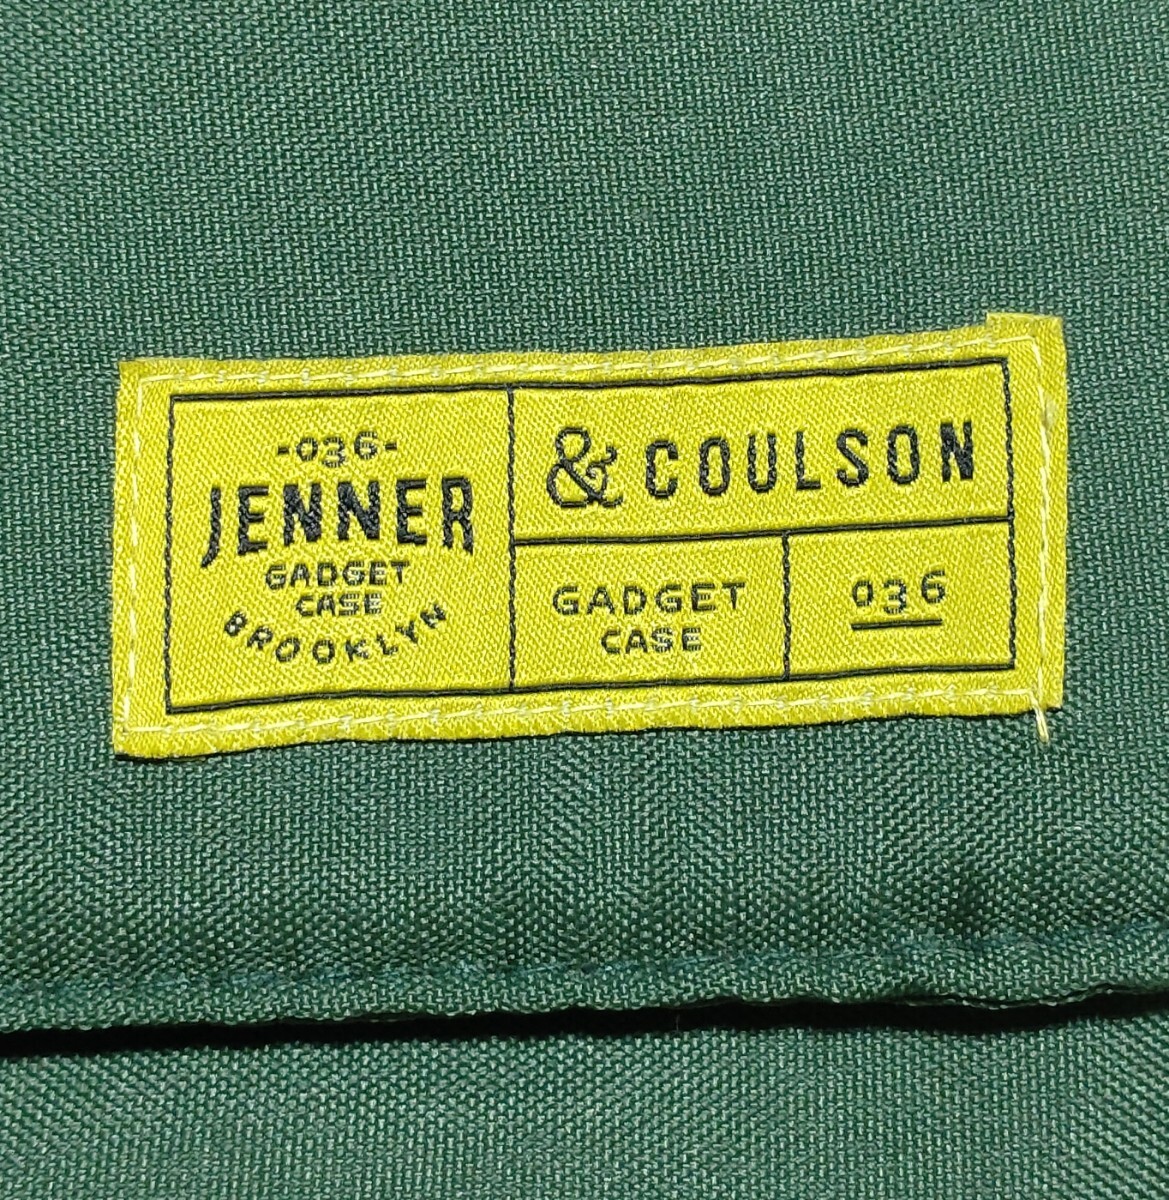 -036-
JENNER
GADGET
CASE
BROOKLYN
& COULSON
GADGET
CASE
036